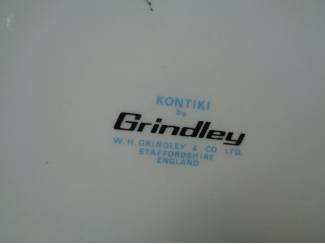 KONTIKI
by
Grindley
W. H. GRINDLEY & CO LTD.
STAFFORDSHIRE
ENGLAND